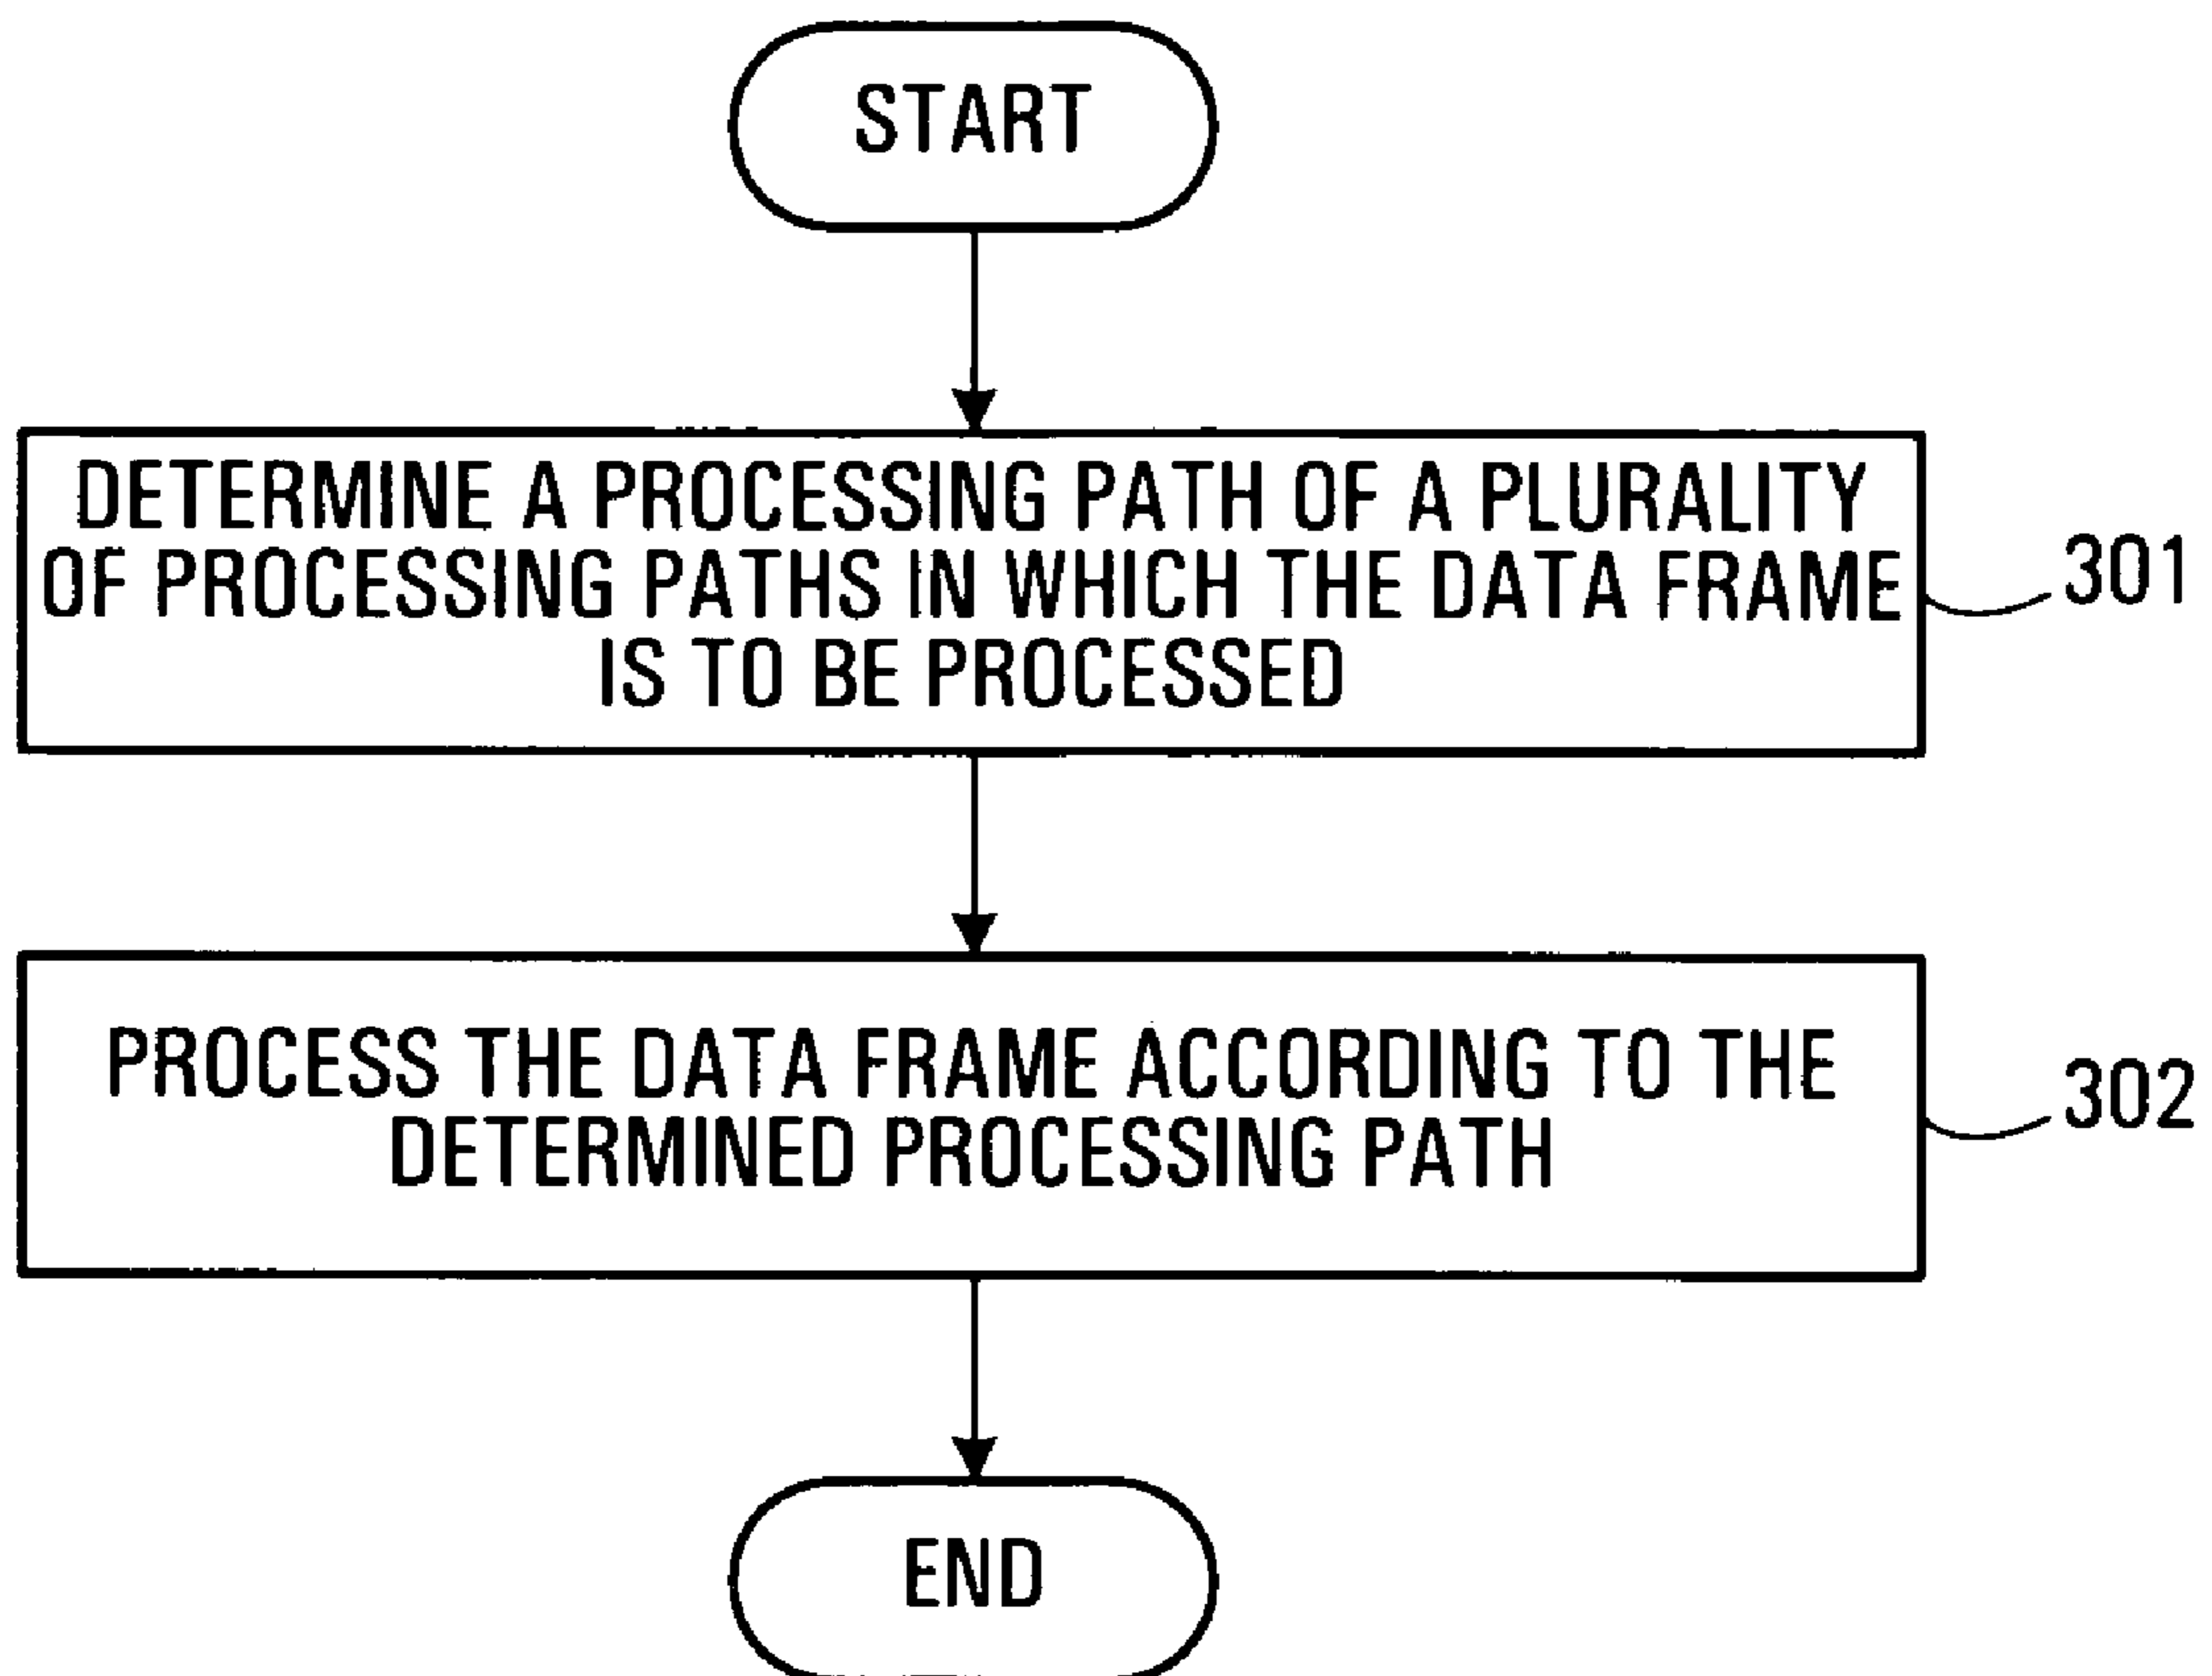 START
DETERMINE A PROCESSING PATH OF A PLURALITY
OF PROCESSING PATHS IN WHICH THE DATA FRAME
IS TO BE PROCESSED
301
PROCESS THE DATA FRAME ACCORDING TO THE
DETERMINED PROCESSING PATH
302
END